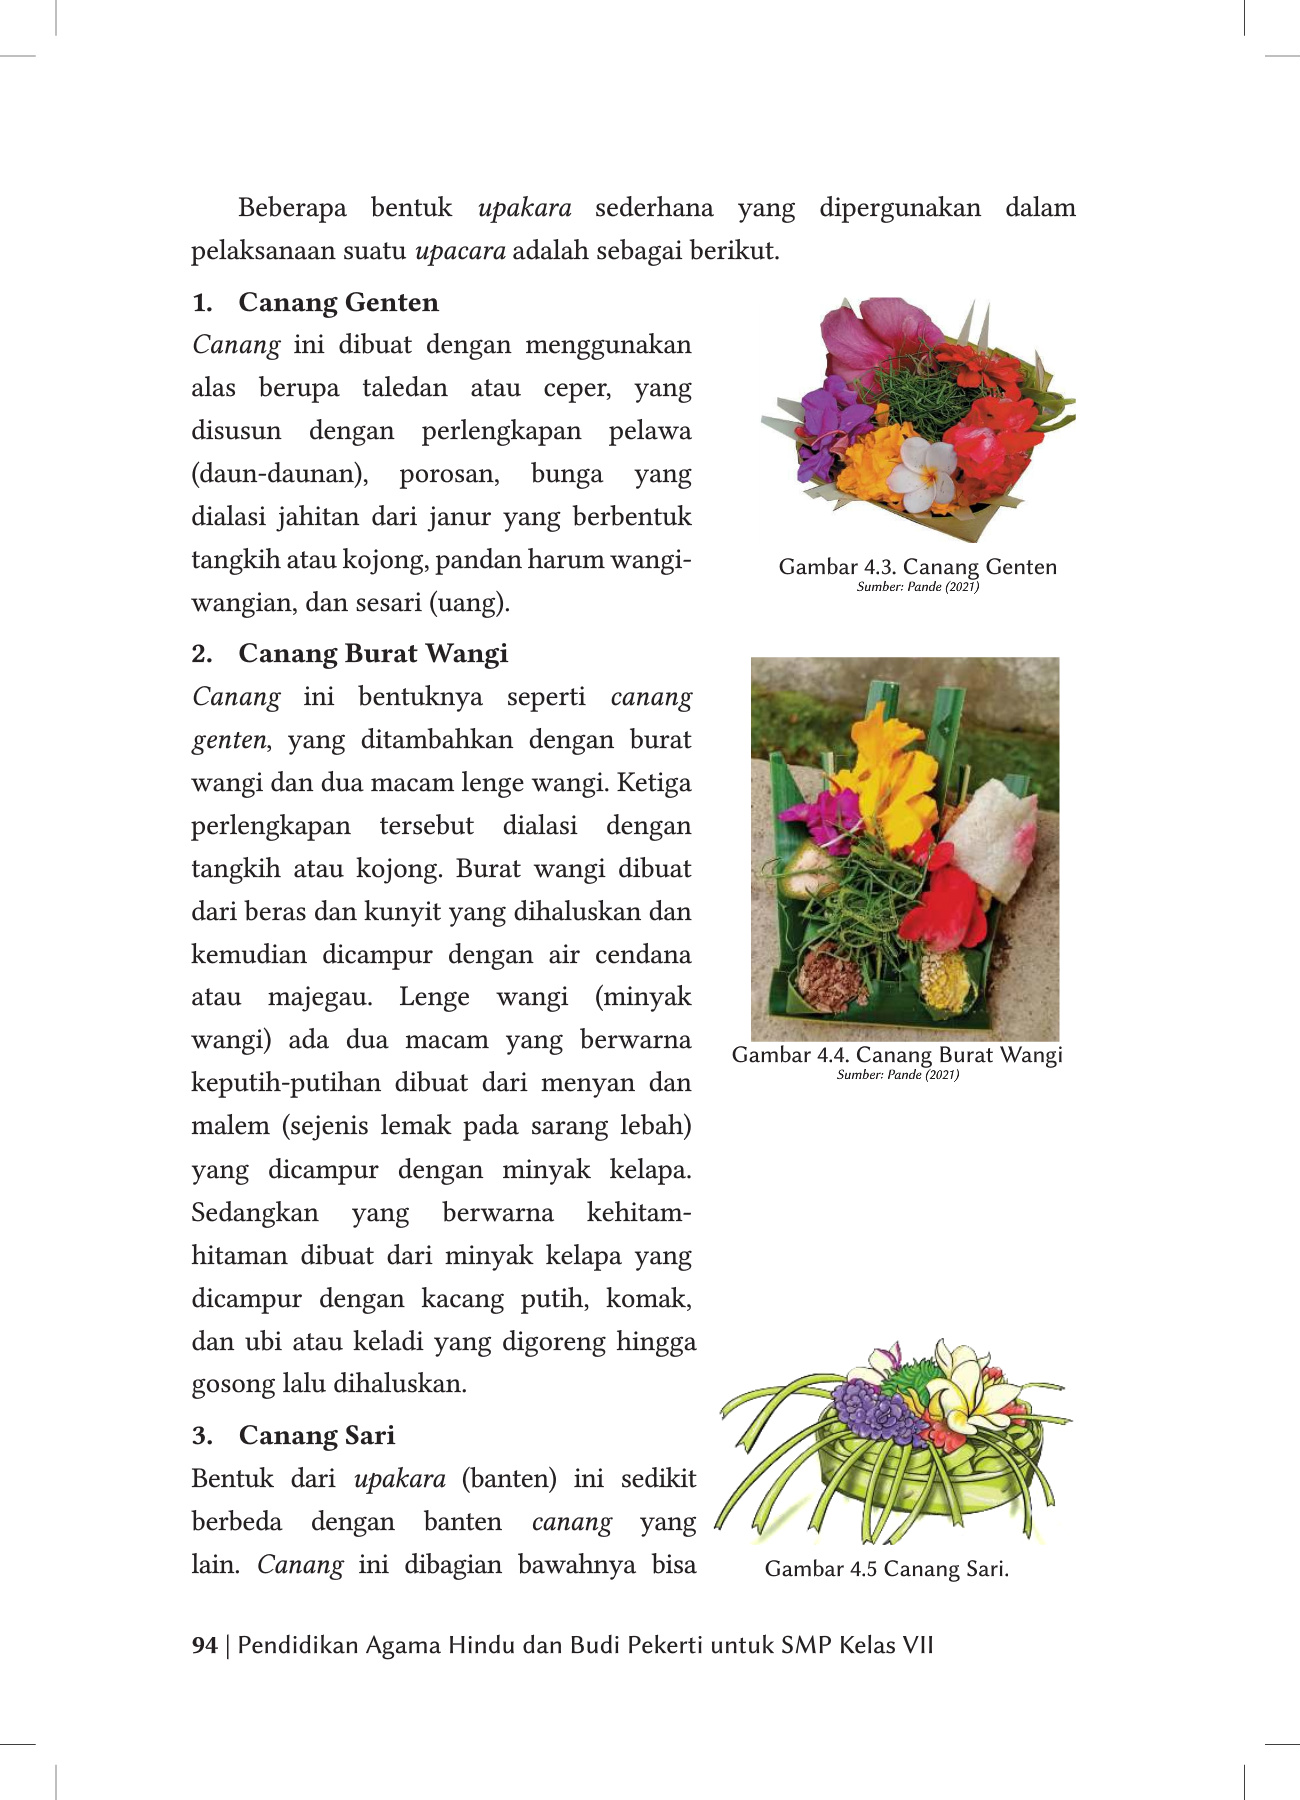 Beberapa bentuk upakara sederhana yang dipergunakan dalam
pelaksanaan suatu upacara adalah sebagai berikut.
1. Canang Genten
Canang ini dibuat dengan menggunakan
alas berupa taledan atau ceper, yang
disusun dengan perlengkapan pelawa
(daun-daunan), porosan, bunga yang
dialasi jahitan dari janur yang berbentuk
tangkih atau kojong, pandan harum wangi-
wangian, dan sesari (uang).
Gambar 4.3. Canang Genten
Sumber: Pande (2021)
2. Canang Burat Wangi
Canang ini bentuknya seperti canang
genten, yang ditambahkan dengan burat
wangi dan dua macam lenge wangi. Ketiga
perlengkapan tersebut dialasi dengan
tangkih atau kojong. Burat wangi dibuat
dari beras dan kunyit yang dihaluskan dan
kemudian dicampur dengan air cendana
atau majegau. Lenge wangi (minyak
wangi) ada dua macam yang berwarna
keputih-putihan dibuat dari menyan dan
malem (sejenis lemak pada sarang lebah)
yang dicampur dengan minyak kelapa.
Sedangkan yang berwarna kehitam-
hitaman dibuat dari minyak kelapa yang
dicampur dengan kacang putih, komak,
dan ubi atau keladi yang digoreng hingga
gosong lalu dihaluskan.
Gambar 4.4. Canang Burat Wangi
Sumber: Pande (2021)
3. Canang Sari
Bentuk dari upakara (banten) ini sedikit
berbeda dengan banten canang yang
lain. Canang ini dibagian bawahnya bisa
Gambar 4.5 Canang Sari.
94 | Pendidikan Agama Hindu dan Budi Pekerti untuk SMP Kelas VII